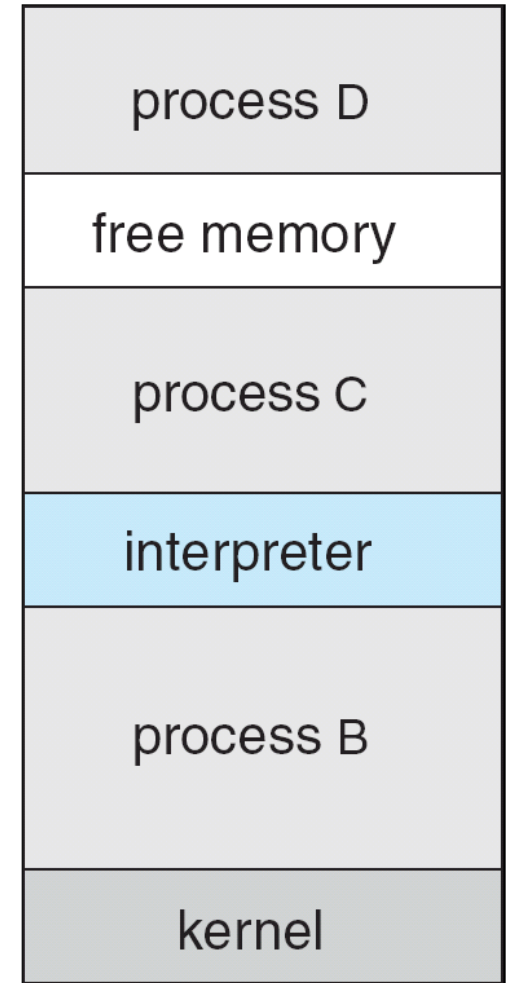 process D
free memory
process C
interpreter
process B
kernel